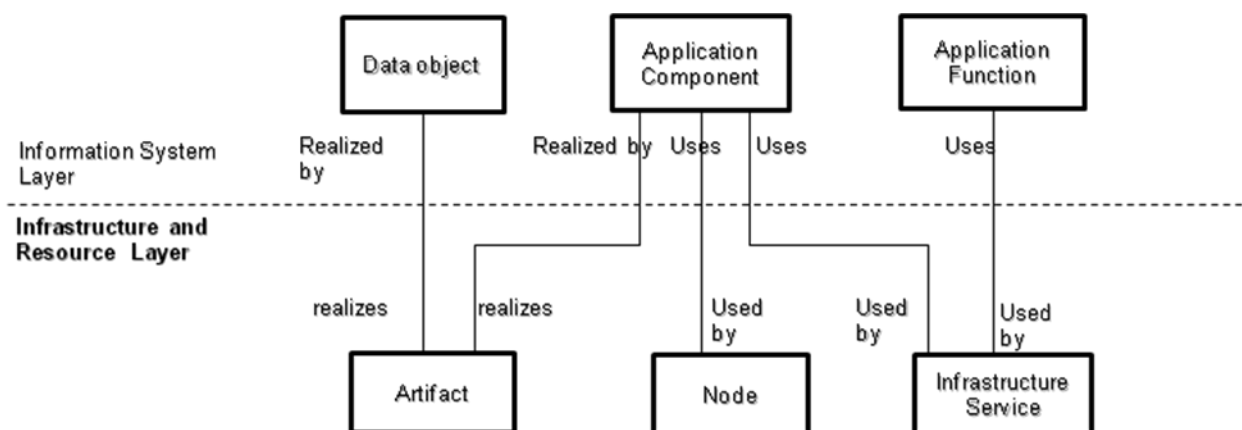 Data object
Application
Component
Application
Function
Information System
Layer
Realized
by
Realized by
Uses
Uses
Uses
Infrastructure and
Resource Layer
realizes
realizes
Used
by
Used
by
Used
by
Artifact
Node
Infrastructure
Service